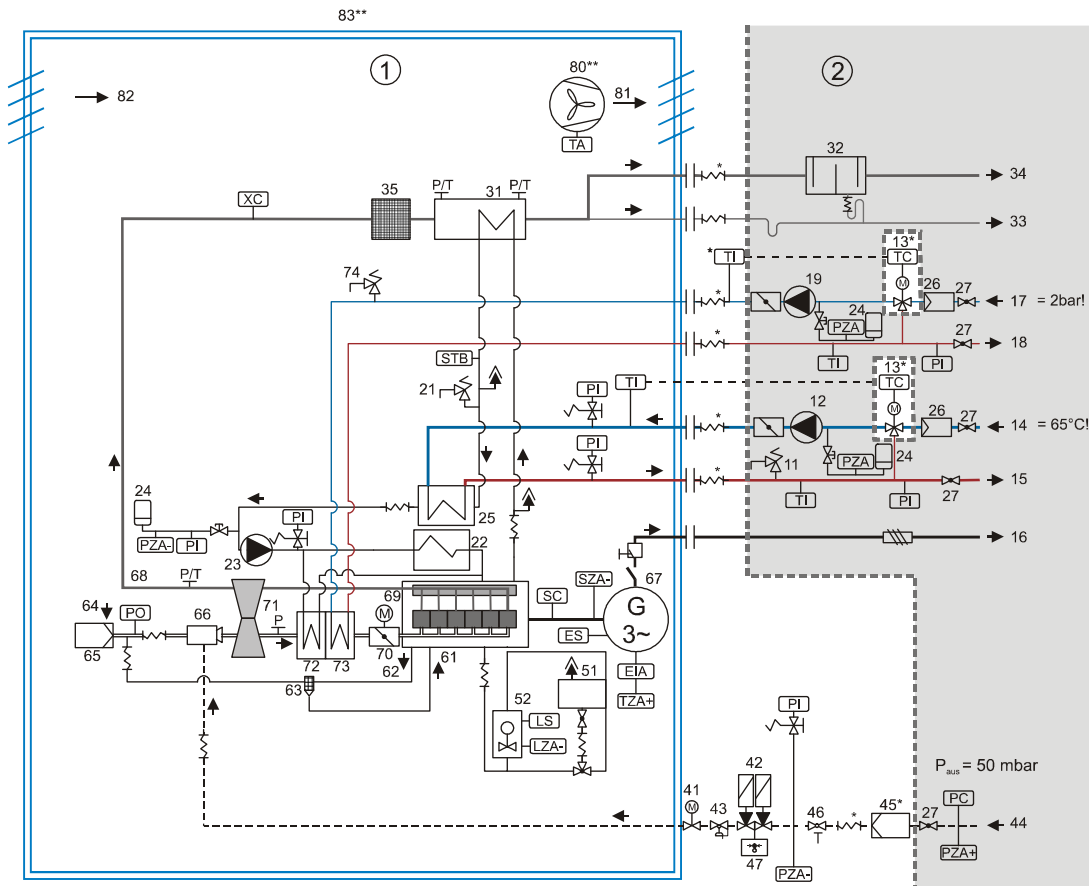 83**
1
2
82
80**
81
TA
32
34
XC
35
P/T
31
P/T
*
33
13*
TC
M
* TI
74
19
26
27
17 = 2bar!
*
24
PZA
27
18
*
STB
TI
PI
13*
TC
M
21
PI
TI
12
26
27
14 = 65°C!
*
PI
24
PZA
11
15
*
TI
PI
27
24
PI
25
PZA-
PI
23
22
16
68
P/T
71
69
M
SC
SZA-
67
G
3~
64
PO
66
P
65
ES
70
61
62
72
73
63
EIA
TZA+
51
52
LS
LZA-
PI
42
P_aus = 50 mbar
41
M
43
46
*
45*
27
PC
44
47
PZA-
PZA+